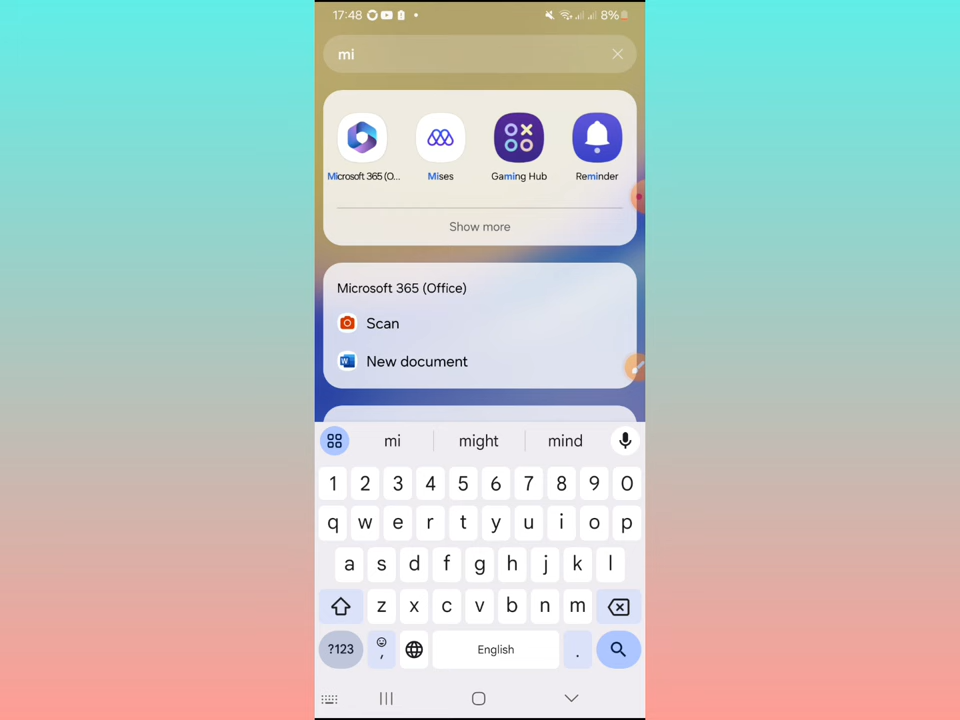 17:48 8%
mi
Microsoft 365 (O... Mises Gaming Hub Reminder
Show more
Microsoft 365 (Office)
Scan
New document
mi might mind
1 2 3 4 5 6 7 8 9 0
q w e r t y u i o p
a s d f g h j k l
z x c v b n m
?123 , English .